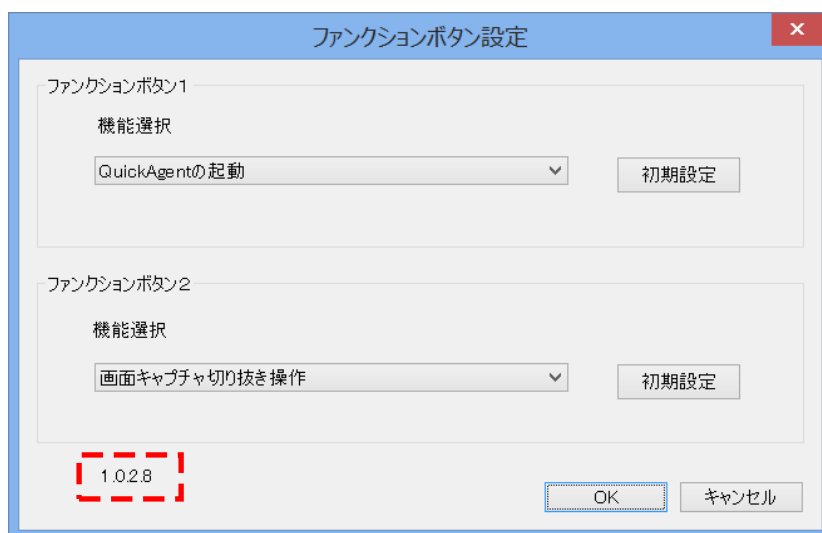 ファンクションボタン設定
×
ファンクションボタン1
機能選択
QuickAgentの起動
初期設定
ファンクションボタン2
機能選択
画面キャプチャ切り抜き操作
初期設定
1.0.2.8
OK
キャンセル